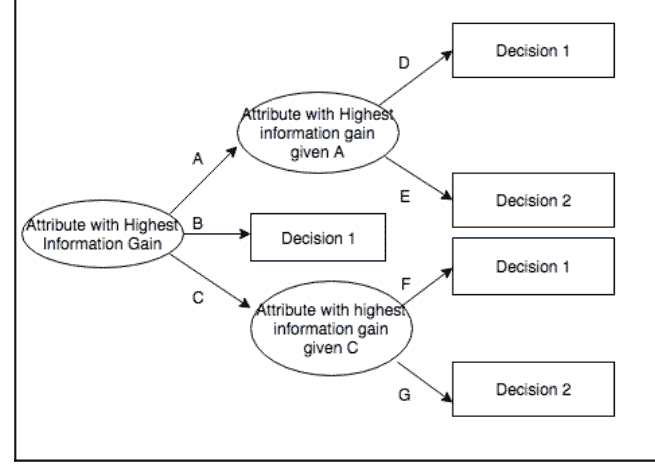 D
Decision 1
Attribute with Highest
information gain
given A
A
E
Decision 2
Attribute with Highest
Information Gain
B
Decision 1
C
F
Decision 1
Attribute with highest
information gain
given C
G
Decision 2